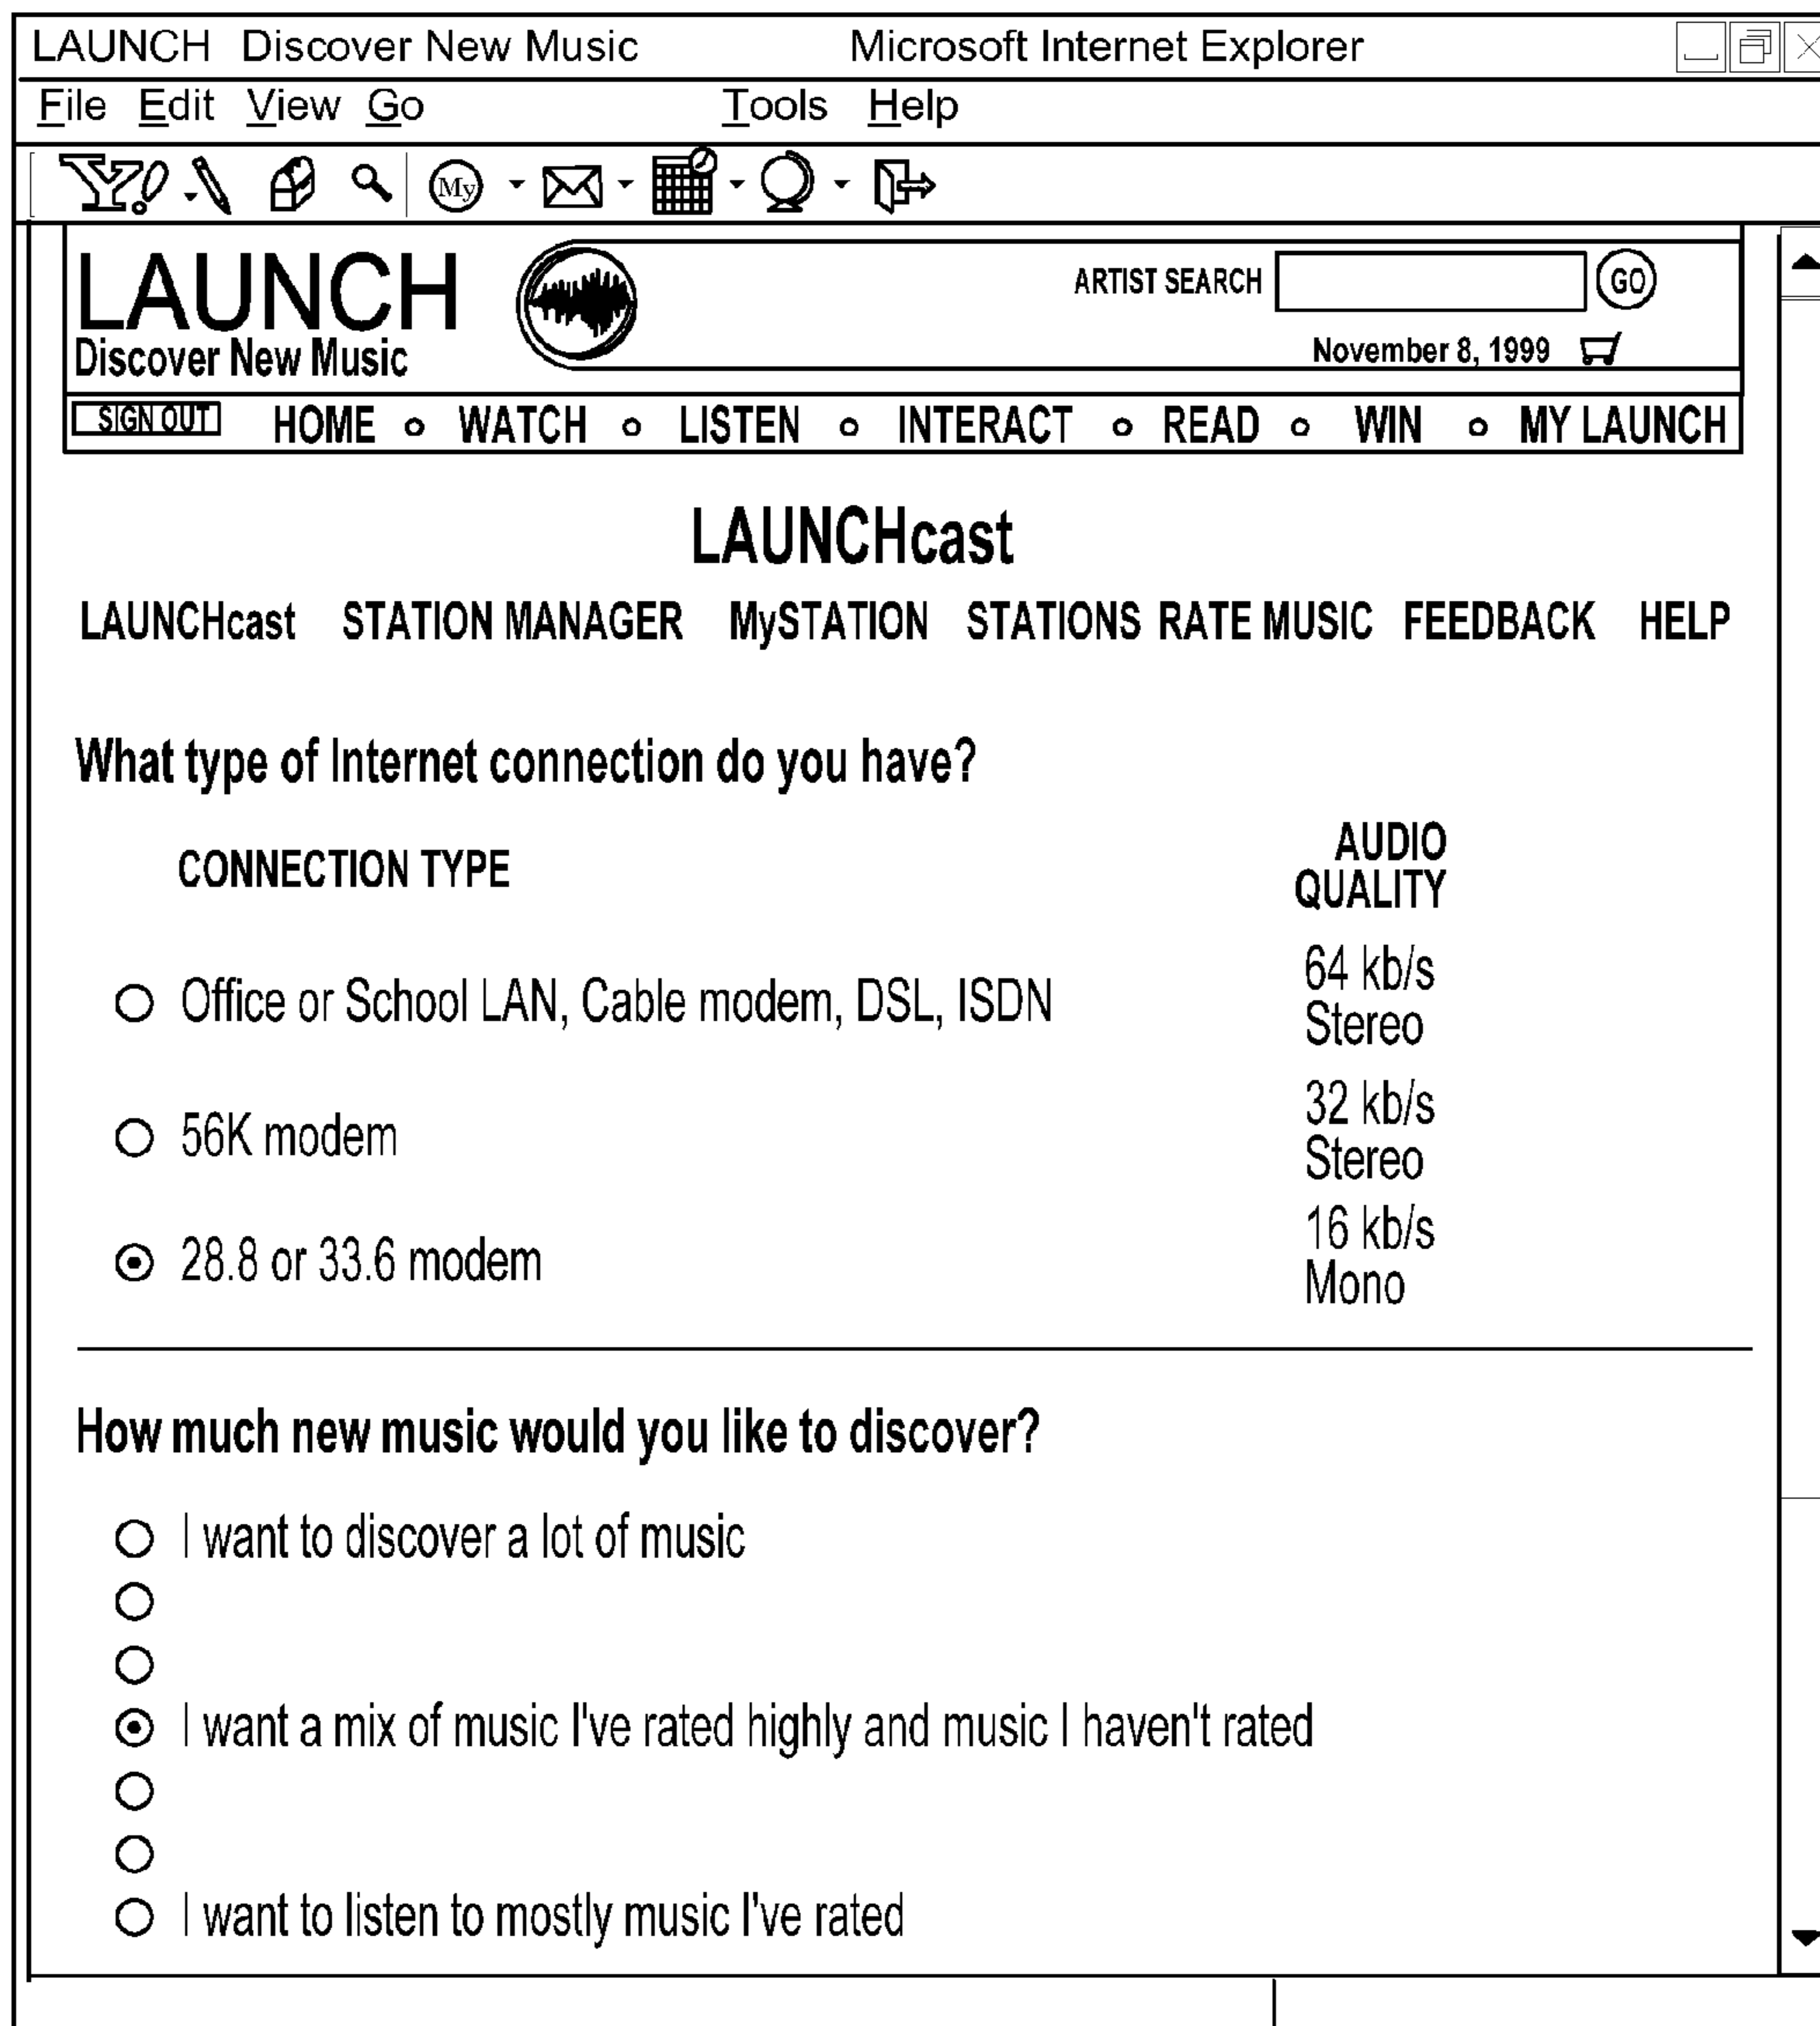 LAUNCH Discover New Music Microsoft Internet Explorer
File Edit View Go Tools Help
Y! My
LAUNCH
Discover New Music
ARTIST SEARCH GO
November 8, 1999
SIGN OUT HOME WATCH LISTEN INTERACT READ WIN MY LAUNCH
LAUNCHcast
LAUNCHcast STATION MANAGER MySTATION STATIONS RATE MUSIC FEEDBACK HELP
What type of Internet connection do you have?
CONNECTION TYPE
AUDIO
QUALITY
Office or School LAN, Cable modem, DSL, ISDN
64 kb/s
Stereo
56K modem
32 kb/s
Stereo
28.8 or 33.6 modem
16 kb/s
Mono
How much new music would you like to discover?
I want to discover a lot of music
I want a mix of music I've rated highly and music I haven't rated
I want to listen to mostly music I've rated